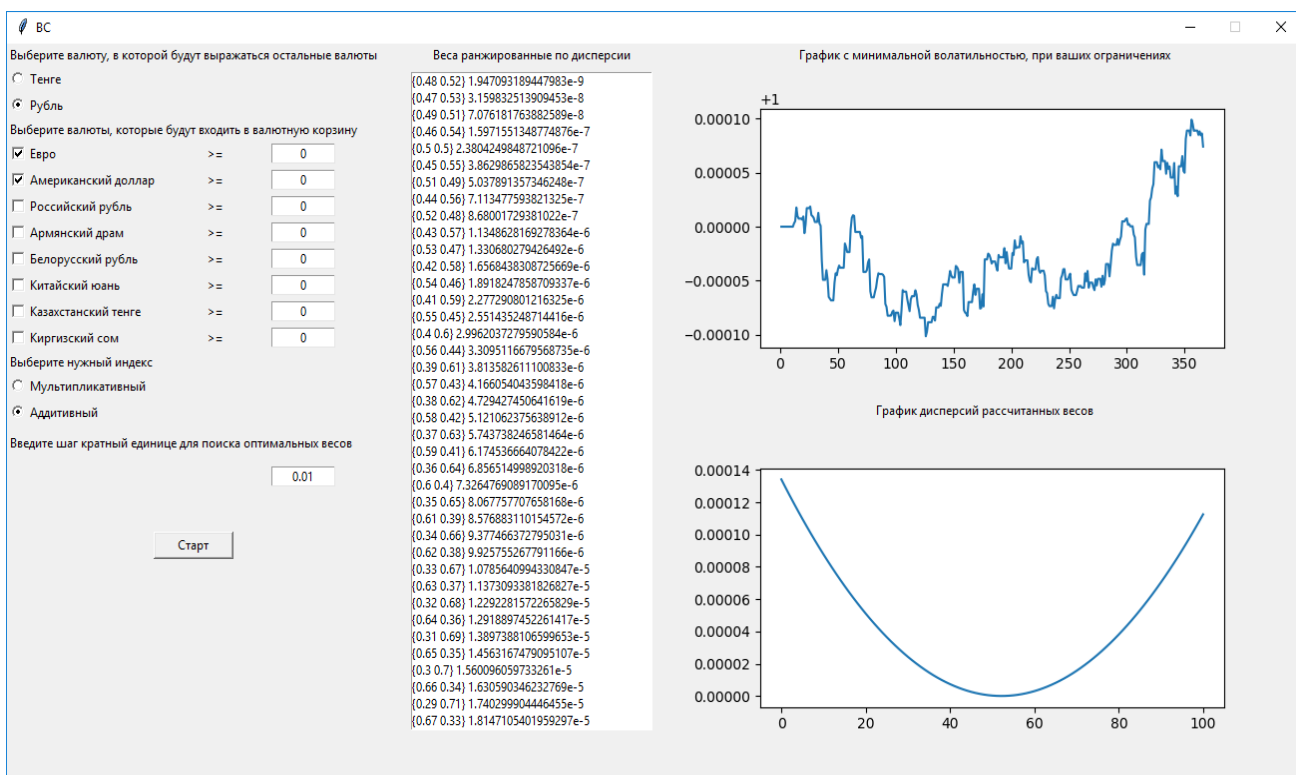 BC
Выберите валюту, в которой будут выражаться остальные валюты
Тенге
Рубль
Выберите валюты, которые будут входить в валютную корзину
Евро >= 0
Американский доллар >= 0
Российский рубль >= 0
Армянский драм >= 0
Белорусский рубль >= 0
Китайский юань >= 0
Казахстанский тенге >= 0
Киргизский сом >= 0
Выберите нужный индекс
Мультипликативный
Аддитивный
Введите шаг кратный единице для поиска оптимальных весов
0.01
Старт
Веса ранжированные по дисперсии
{0.48 0.52} 1.947093189447983e-9
{0.47 0.53} 3.159832513909453e-8
{0.49 0.51} 7.076181763882589e-8
{0.46 0.54} 1.5971551348774876e-7
{0.5 0.5} 2.3804249848721096e-7
{0.45 0.55} 3.8629865823543854e-7
{0.51 0.49} 5.037891357346248e-7
{0.44 0.56} 7.113477593821325e-7
{0.52 0.48} 8.68001729381022e-7
{0.43 0.57} 1.1348628169278364e-6
{0.53 0.47} 1.330680279426492e-6
{0.42 0.58} 1.6568438308725669e-6
{0.54 0.46} 1.8918247858709337e-6
{0.41 0.59} 2.277290801216325e-6
{0.55 0.45} 2.551435248714416e-6
{0.4 0.6} 2.9962037279590584e-6
{0.56 0.44} 3.3095116679568735e-6
{0.39 0.61} 3.813582611100833e-6
{0.57 0.43} 4.166054043598418e-6
{0.38 0.62} 4.729427450641619e-6
{0.58 0.42} 5.121062375638912e-6
{0.37 0.63} 5.743738246581464e-6
{0.59 0.41} 6.174536664078422e-6
{0.36 0.64} 6.856514998920318e-6
{0.6 0.4} 7.3264769089170095e-6
{0.35 0.65} 8.067757707658168e-6
{0.61 0.39} 8.576883110154572e-6
{0.34 0.66} 9.377466372795031e-6
{0.62 0.38} 9.925755267791166e-6
{0.33 0.67} 1.0785640994330847e-5
{0.63 0.37} 1.1373093381826827e-5
{0.32 0.68} 1.2292281572265829e-5
{0.64 0.36} 1.2918897452261417e-5
{0.31 0.69} 1.3897388106599653e-5
{0.65 0.35} 1.4563167479095107e-5
{0.3 0.7} 1.560096059733261e-5
{0.66 0.34} 1.630590346232769e-5
{0.29 0.71} 1.740299904446455e-5
{0.67 0.33} 1.8147105401959297e-5
График с минимальной волатильностью, при ваших ограничениях
+1
0.00010
0.00005
0.00000
−0.00005
−0.00010
0 50 100 150 200 250 300 350
График дисперсий рассчитанных весов
0.00014
0.00012
0.00010
0.00008
0.00006
0.00004
0.00002
0.00000
0 20 40 60 80 100